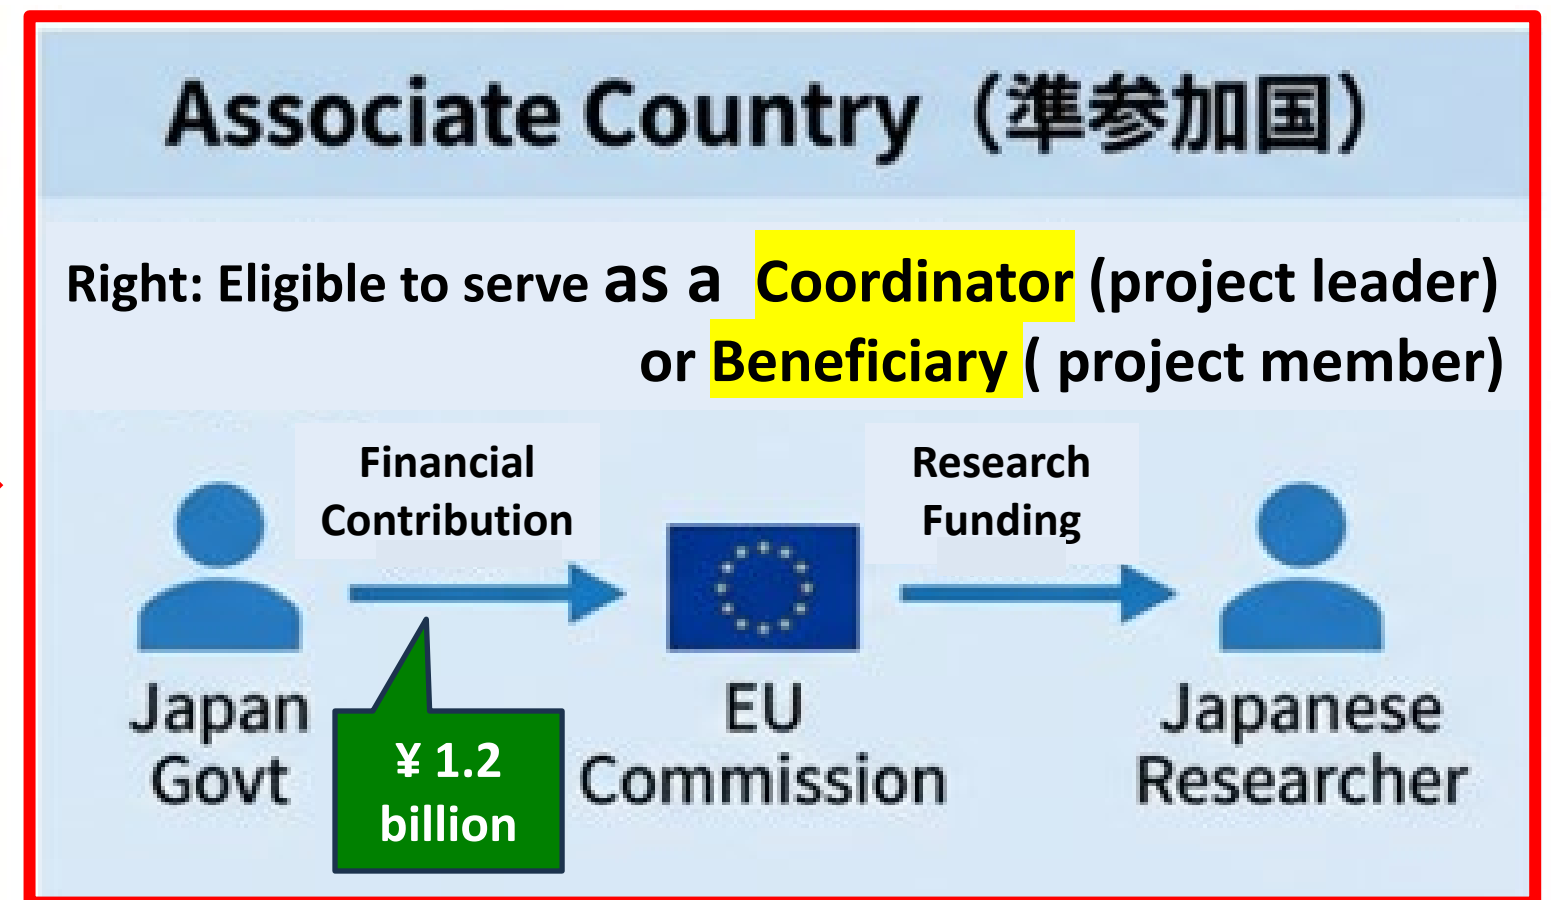 Associate Country（準参加国）
Right: Eligible to serve as a Coordinator (project leader)
or Beneficiary ( project member)
Financial
Contribution
Research
Funding
Japan
Govt
¥ 1.2
billion
EU
Commission
Japanese
Researcher